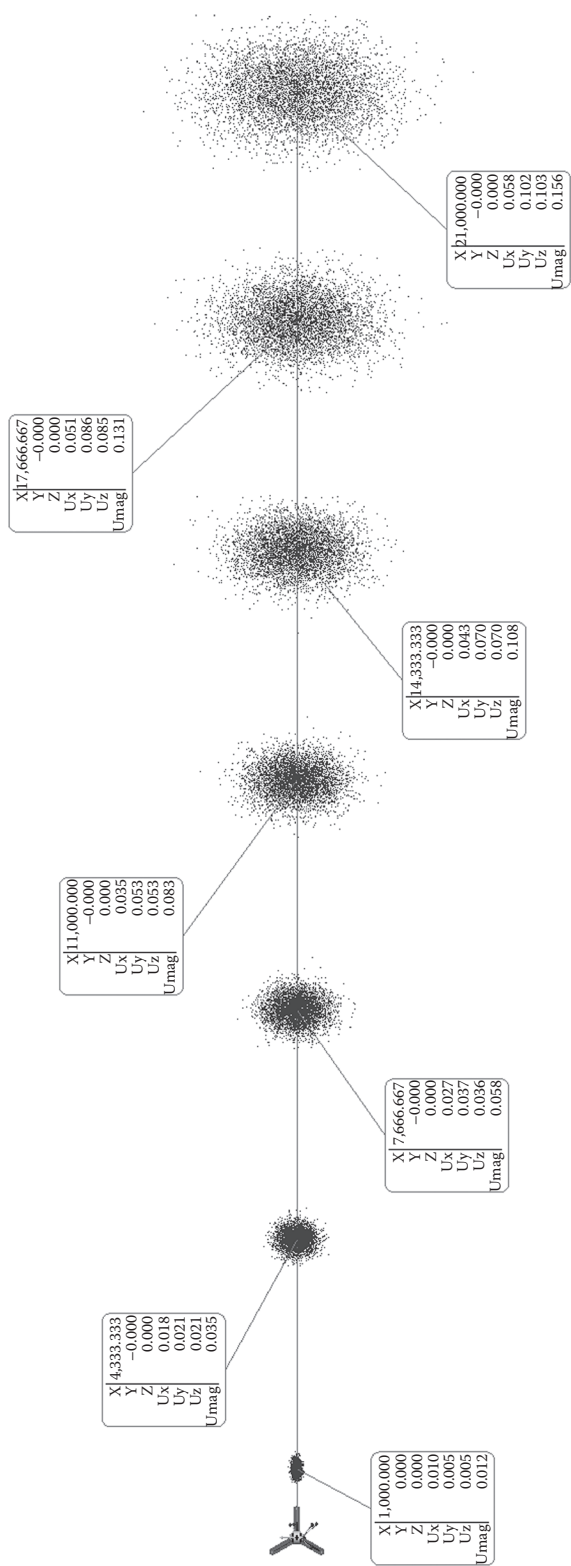 X 1,000.000
Y 0.000
Z 0.000
Ux 0.010
Uy 0.005
Uz 0.005
Umag 0.012
X 4,333.333
Y −0.000
Z 0.000
Ux 0.018
Uy 0.021
Uz 0.021
Umag 0.035
X 7,666.667
Y −0.000
Z 0.000
Ux 0.027
Uy 0.037
Uz 0.036
Umag 0.058
X 11,000.000
Y −0.000
Z 0.000
Ux 0.035
Uy 0.053
Uz 0.053
Umag 0.083
X 14,333.333
Y −0.000
Z 0.000
Ux 0.043
Uy 0.070
Uz 0.070
Umag 0.108
X 17,666.667
Y −0.000
Z 0.000
Ux 0.051
Uy 0.086
Uz 0.085
Umag 0.131
X 21,000.000
Y −0.000
Z 0.000
Ux 0.058
Uy 0.102
Uz 0.103
Umag 0.156